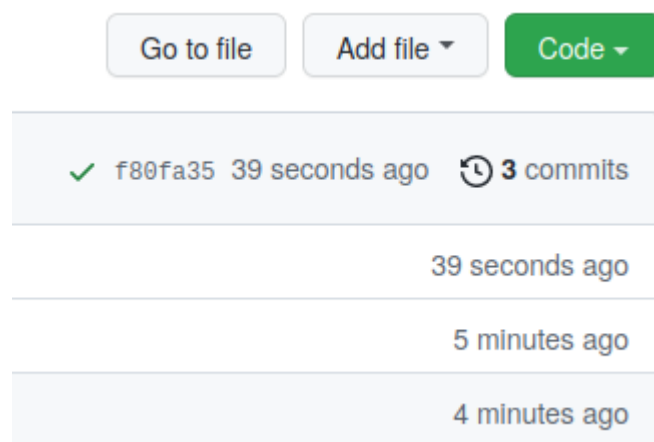 Go to file Add file Code
f80fa35 39 seconds ago 3 commits
39 seconds ago
5 minutes ago
4 minutes ago